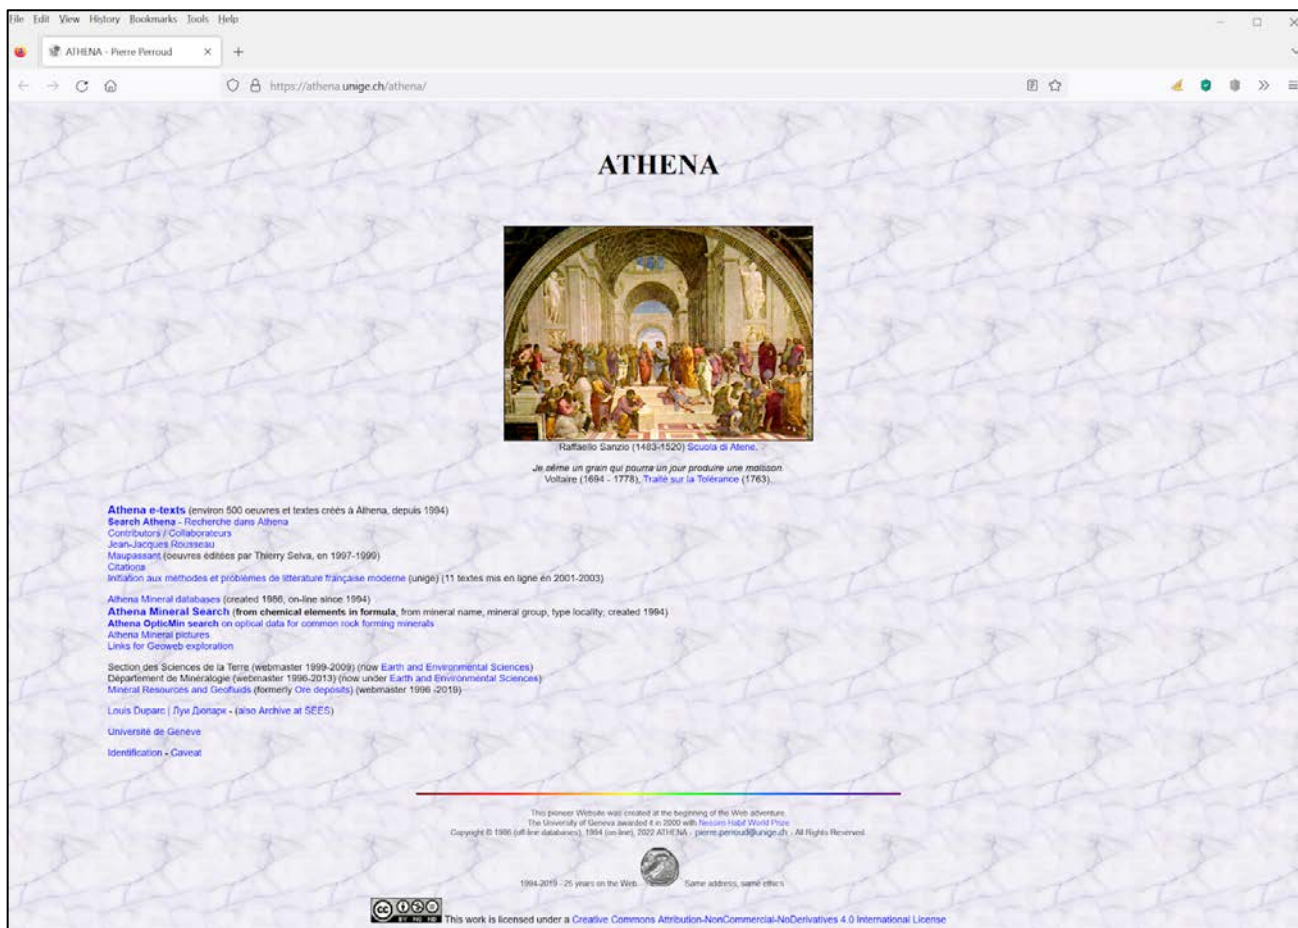 File Edit View History Bookmarks Tools Help
ATHENA - Pierre Perroud
https://athena.unige.ch/athena/
ATHENA
Raffaello Sanzio (1483-1520) Scuola di Atene.
Je sème un grain qui pourra un jour produire une moisson.
Voltaire (1694 - 1778), Traité sur la Tolérance (1763).
Athena e-texts (environ 500 oeuvres et textes créés à Athena, depuis 1994)
Search Athena - Recherche dans Athena
Contributors / Collaborateurs
Jean-Jacques Rousseau
Maupassant (oeuvres éditées par Thierry Selva, en 1997-1999)
Citations
Initiation aux méthodes et problèmes de littérature française moderne (unige) (11 textes mis en ligne en 2001-2003)
Athena Mineral databases (created 1986, on-line since 1994)
Athena Mineral Search (from chemical elements in formula, from mineral name, mineral group, type locality; created 1994)
Athena OpticMin search on optical data for common rock forming minerals
Athena Mineral pictures
Links for Geoweb exploration
Section des Sciences de la Terre (webmaster 1999-2009) (now Earth and Environmental Sciences)
Département de Minéralogie (webmaster 1996-2013) (now under Earth and Environmental Sciences)
Mineral Resources and Geofluids (formerly Ore deposits) (webmaster 1996 -2019)
Louis Duparc | Луи Дюпарк - (also Archive at SEES)
Université de Genève
Identification - Caveat
This pioneer Website was created at the beginning of the Web adventure.
The University of Geneva awarded it in 2000 with Nessim Habif World Prize
Copyright © 1986 (off-line databases), 1994 (on-line), 2022 ATHENA - pierre.perroud@unige.ch - All Rights Reserved
1994-2019 - 25 years on the Web Same address, same ethics
CC BY NC ND This work is licensed under a Creative Commons Attribution-NonCommercial-NoDerivatives 4.0 International License